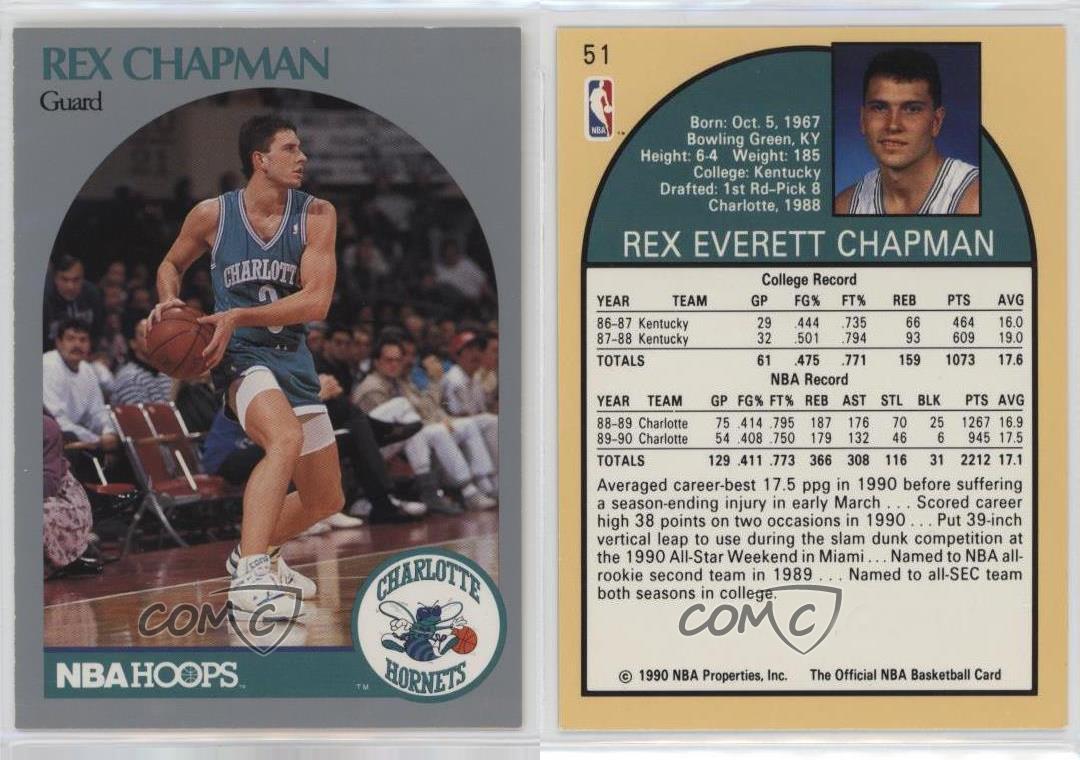 REX CHAPMAN
Guard
CHARLOTTE
3
CHARLOTTE
HORNETS
NBA HOOPS™
TM
COMC
51
NBA
™
Born: Oct. 5, 1967
Bowling Green, KY
Height: 6-4 Weight: 185
College: Kentucky
Drafted: 1st Rd-Pick 8
Charlotte, 1988
REX EVERETT CHAPMAN
College Record
YEAR TEAM GP FG% FT% REB PTS AVG
86-87 Kentucky 29 .444 .735 66 464 16.0
87-88 Kentucky 32 .501 .794 93 609 19.0
TOTALS 61 .475 .771 159 1073 17.6
NBA Record
YEAR TEAM GP FG% FT% REB AST STL BLK PTS AVG
88-89 Charlotte 75 .414 .795 187 176 70 25 1267 16.9
89-90 Charlotte 54 .408 .750 179 132 46 6 945 17.5
TOTALS 129 .411 .773 366 308 116 31 2212 17.1
Averaged career-best 17.5 ppg in 1990 before suffering
a season-ending injury in early March . . . Scored career
high 38 points on two occasions in 1990 . . . Put 39-inch
vertical leap to use during the slam dunk competition at
the 1990 All-Star Weekend in Miami . . . Named to NBA all-
rookie second team in 1989 . . . Named to all-SEC team
both seasons in college.
COMC
© 1990 NBA Properties, Inc. The Official NBA Basketball Card